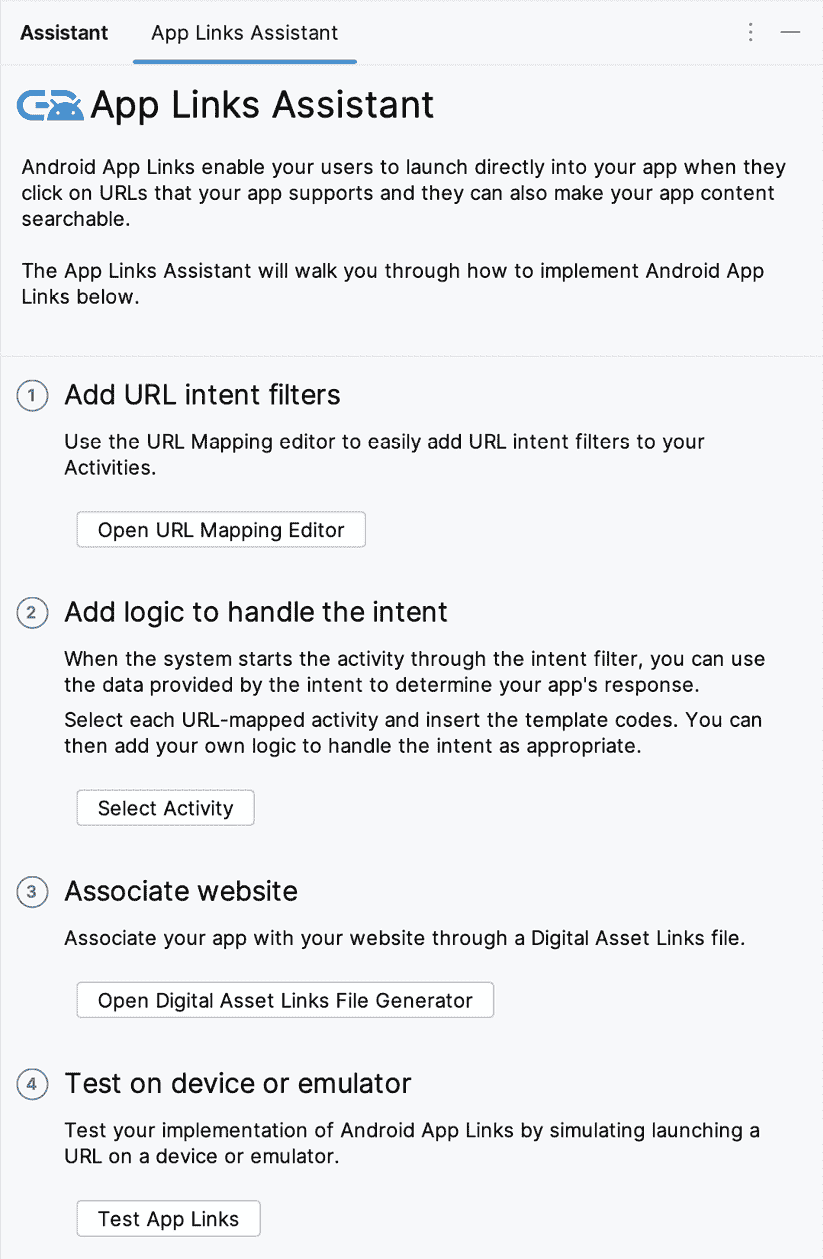 Assistant App Links Assistant
App Links Assistant
Android App Links enable your users to launch directly into your app when they
click on URLs that your app supports and they can also make your app content
searchable.
The App Links Assistant will walk you through how to implement Android App
Links below.
1 Add URL intent filters
Use the URL Mapping editor to easily add URL intent filters to your
Activities.
Open URL Mapping Editor
2 Add logic to handle the intent
When the system starts the activity through the intent filter, you can use
the data provided by the intent to determine your app's response.
Select each URL-mapped activity and insert the template codes. You can
then add your own logic to handle the intent as appropriate.
Select Activity
3 Associate website
Associate your app with your website through a Digital Asset Links file.
Open Digital Asset Links File Generator
4 Test on device or emulator
Test your implementation of Android App Links by simulating launching a
URL on a device or emulator.
Test App Links